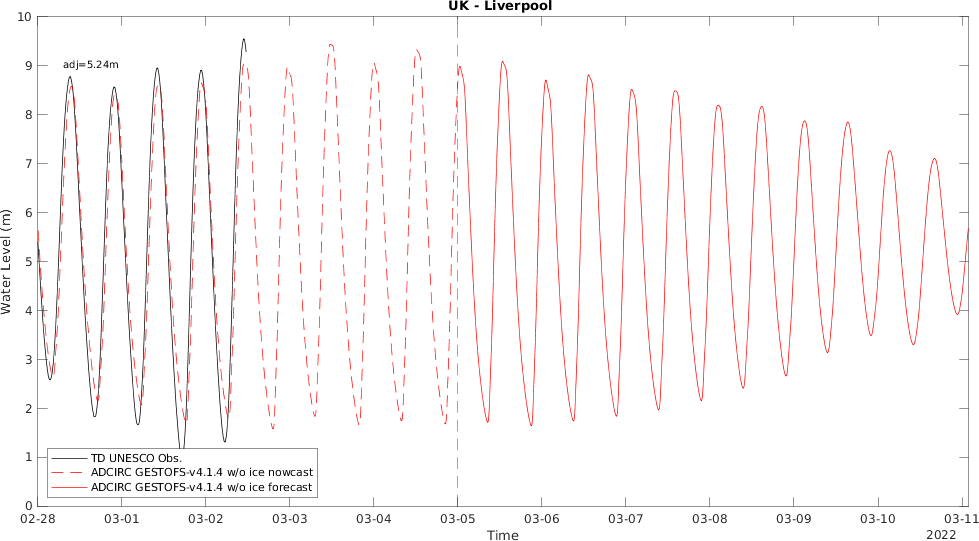 UK - Liverpool
10
9
8
7
6
5
4
3
2
1
0
Water Level (m)
adj=5.24m
TD UNESCO Obs.
ADCIRC GESTOFS-v4.1.4 w/o ice nowcast
ADCIRC GESTOFS-v4.1.4 w/o ice forecast
02-28 03-01 03-02 03-03 03-04 03-05 03-06 03-07 03-08 03-09 03-10 03-11
Time
2022